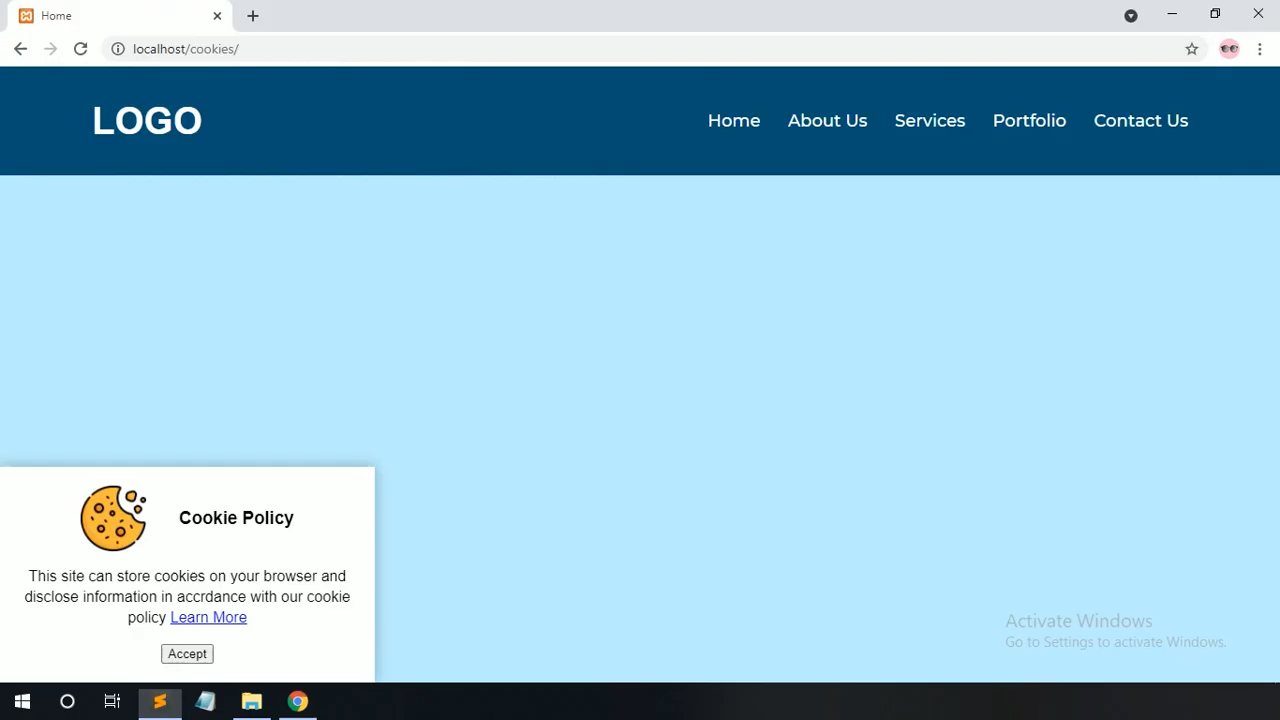 Home
localhost/cookies/
LOGO
Home About Us Services Portfolio Contact Us
Cookie Policy
This site can store cookies on your browser and
disclose information in accrdance with our cookie
policy Learn More
Accept
Activate Windows
Go to Settings to activate Windows.